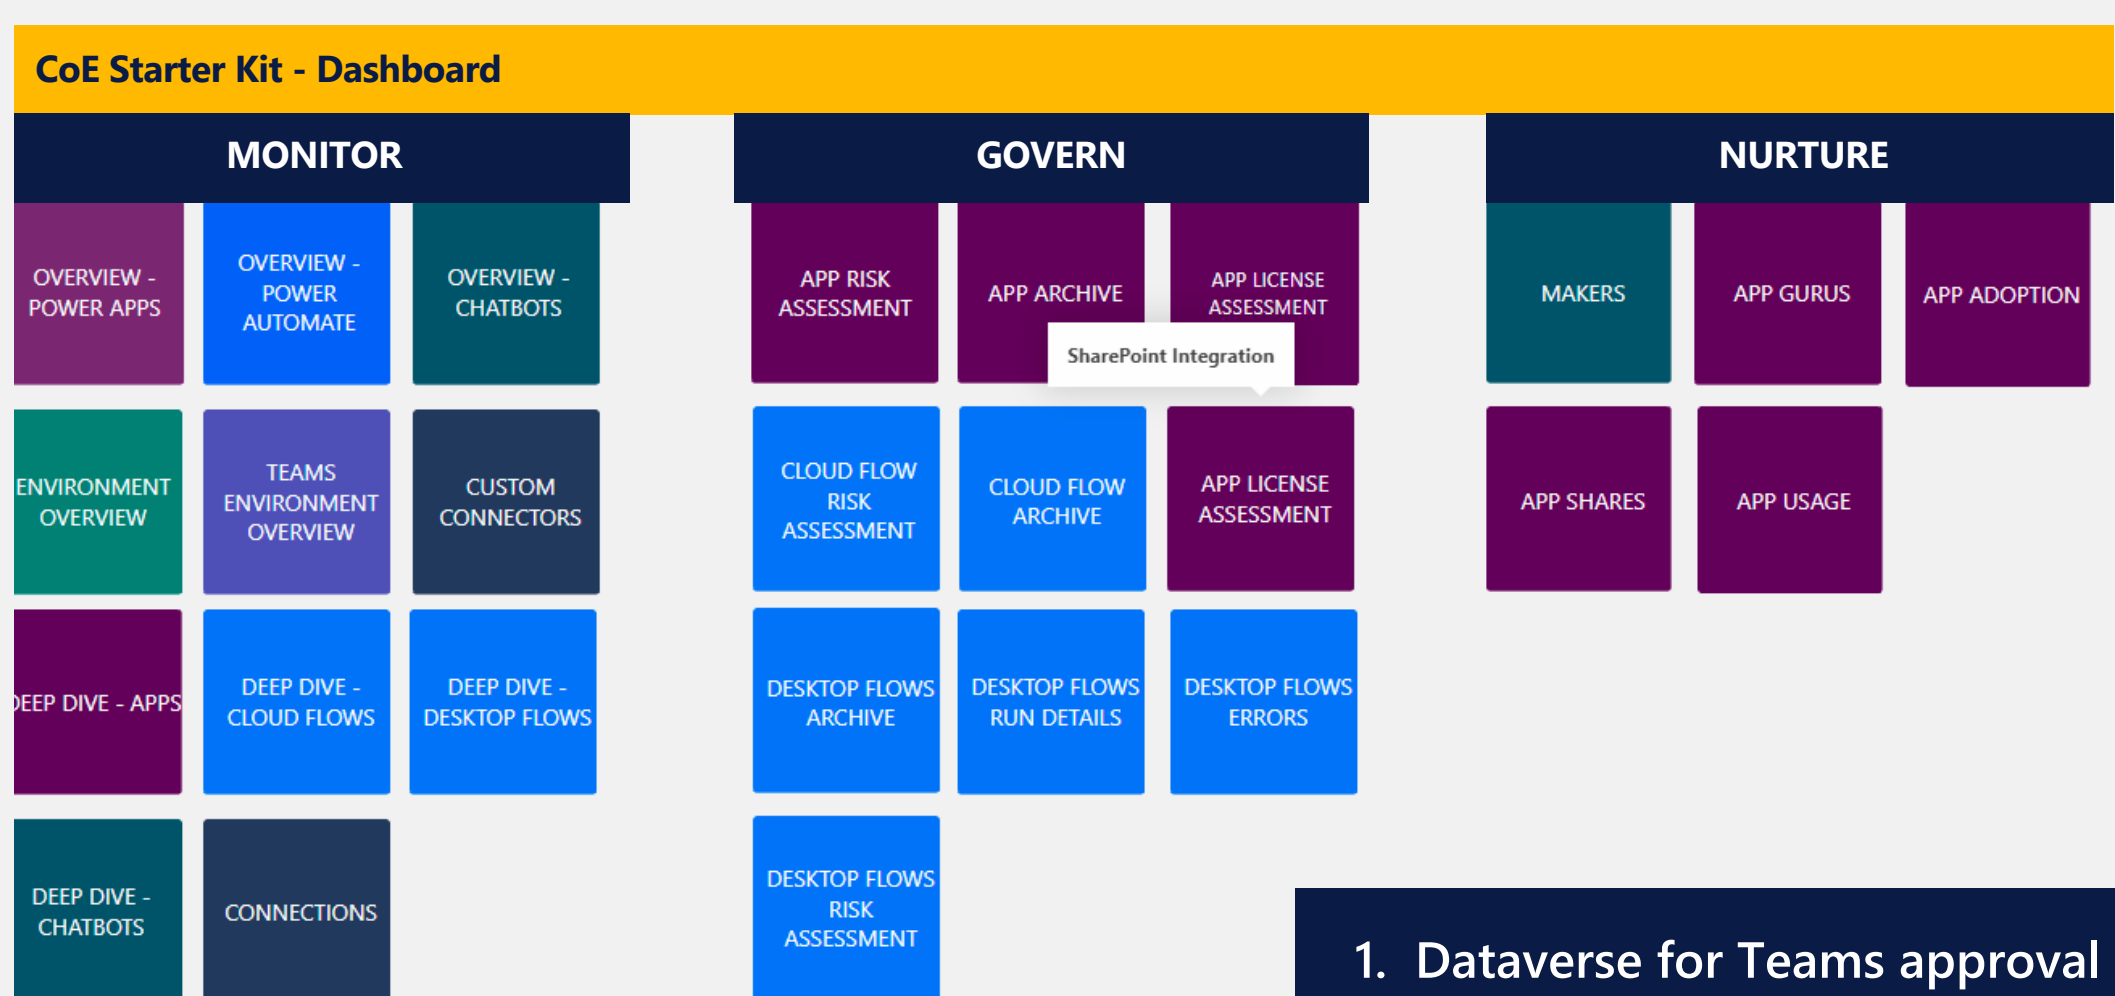 CoE Starter Kit - Dashboard
MONITOR
OVERVIEW -
POWER APPS
OVERVIEW -
POWER
AUTOMATE
OVERVIEW -
CHATBOTS
ENVIRONMENT
OVERVIEW
TEAMS
ENVIRONMENT
OVERVIEW
CUSTOM
CONNECTORS
DEEP DIVE - APPS
DEEP DIVE -
CLOUD FLOWS
DEEP DIVE -
DESKTOP FLOWS
DEEP DIVE -
CHATBOTS
CONNECTIONS
GOVERN
APP RISK
ASSESSMENT
APP ARCHIVE
APP LICENSE
ASSESSMENT
SharePoint Integration
CLOUD FLOW
RISK
ASSESSMENT
CLOUD FLOW
ARCHIVE
APP LICENSE
ASSESSMENT
DESKTOP FLOWS
ARCHIVE
DESKTOP FLOWS
RUN DETAILS
DESKTOP FLOWS
ERRORS
DESKTOP FLOWS
RISK
ASSESSMENT
NURTURE
MAKERS
APP GURUS
APP ADOPTION
APP SHARES
APP USAGE
1. Dataverse for Teams approval